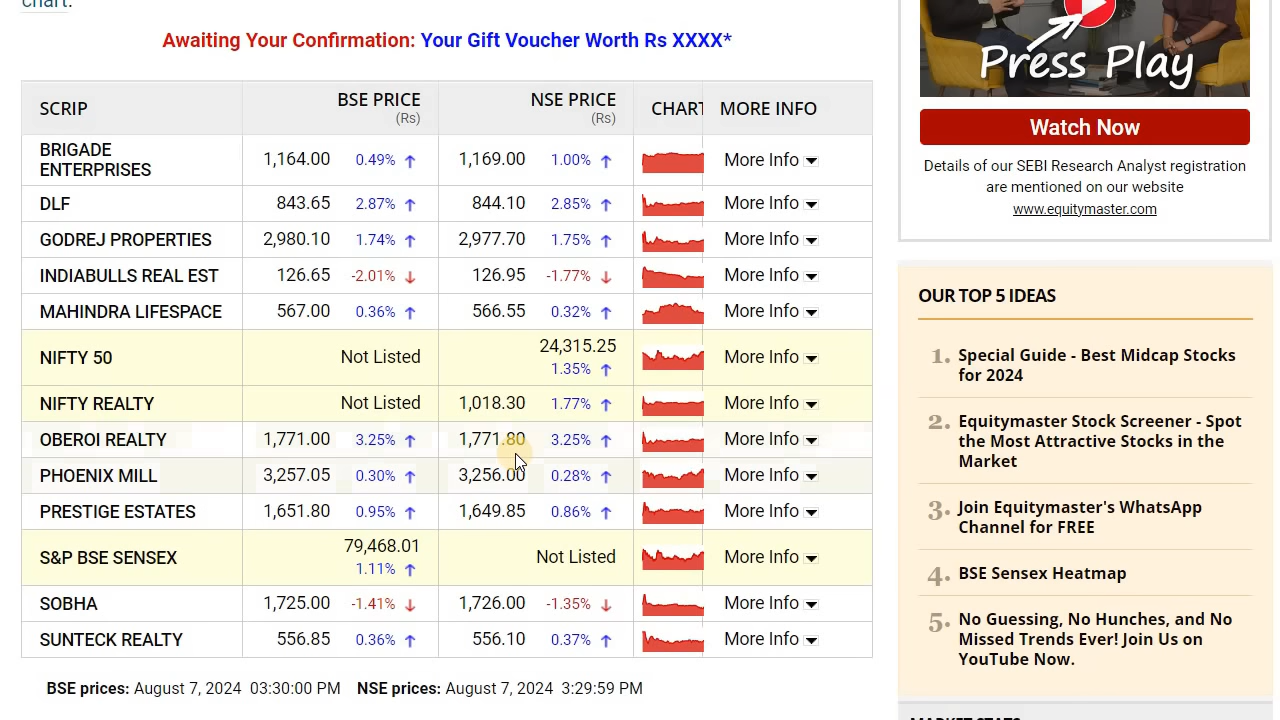 chart.
Awaiting Your Confirmation: Your Gift Voucher Worth Rs XXXX*
SCRIP BSE PRICE (Rs) NSE PRICE (Rs) CHART MORE INFO
BRIGADE ENTERPRISES 1,164.00 0.49% ↑ 1,169.00 1.00% ↑ More Info
DLF 843.65 2.87% ↑ 844.10 2.85% ↑ More Info
GODREJ PROPERTIES 2,980.10 1.74% ↑ 2,977.70 1.75% ↑ More Info
INDIABULLS REAL EST 126.65 -2.01% ↓ 126.95 -1.77% ↓ More Info
MAHINDRA LIFESPACE 567.00 0.36% ↑ 566.55 0.32% ↑ More Info
NIFTY 50 Not Listed 24,315.25 1.35% ↑ More Info
NIFTY REALTY Not Listed 1,018.30 1.77% ↑ More Info
OBEROI REALTY 1,771.00 3.25% ↑ 1,771.80 3.25% ↑ More Info
PHOENIX MILL 3,257.05 0.30% ↑ 3,256.00 0.28% ↑ More Info
PRESTIGE ESTATES 1,651.80 0.95% ↑ 1,649.85 0.86% ↑ More Info
S&P BSE SENSEX 79,468.01 1.11% ↑ Not Listed More Info
SOBHA 1,725.00 -1.41% ↓ 1,726.00 -1.35% ↓ More Info
SUNTECK REALTY 556.85 0.36% ↑ 556.10 0.37% ↑ More Info
BSE prices: August 7, 2024 03:30:00 PM NSE prices: August 7, 2024 3:29:59 PM
Press Play
Watch Now
Details of our SEBI Research Analyst registration
are mentioned on our website
www.equitymaster.com
OUR TOP 5 IDEAS
1. Special Guide - Best Midcap Stocks
for 2024
2. Equitymaster Stock Screener - Spot
the Most Attractive Stocks in the
Market
3. Join Equitymaster's WhatsApp
Channel for FREE
4. BSE Sensex Heatmap
5. No Guessing, No Hunches, and No
Missed Trends Ever! Join Us on
YouTube Now.
MARKET STATS